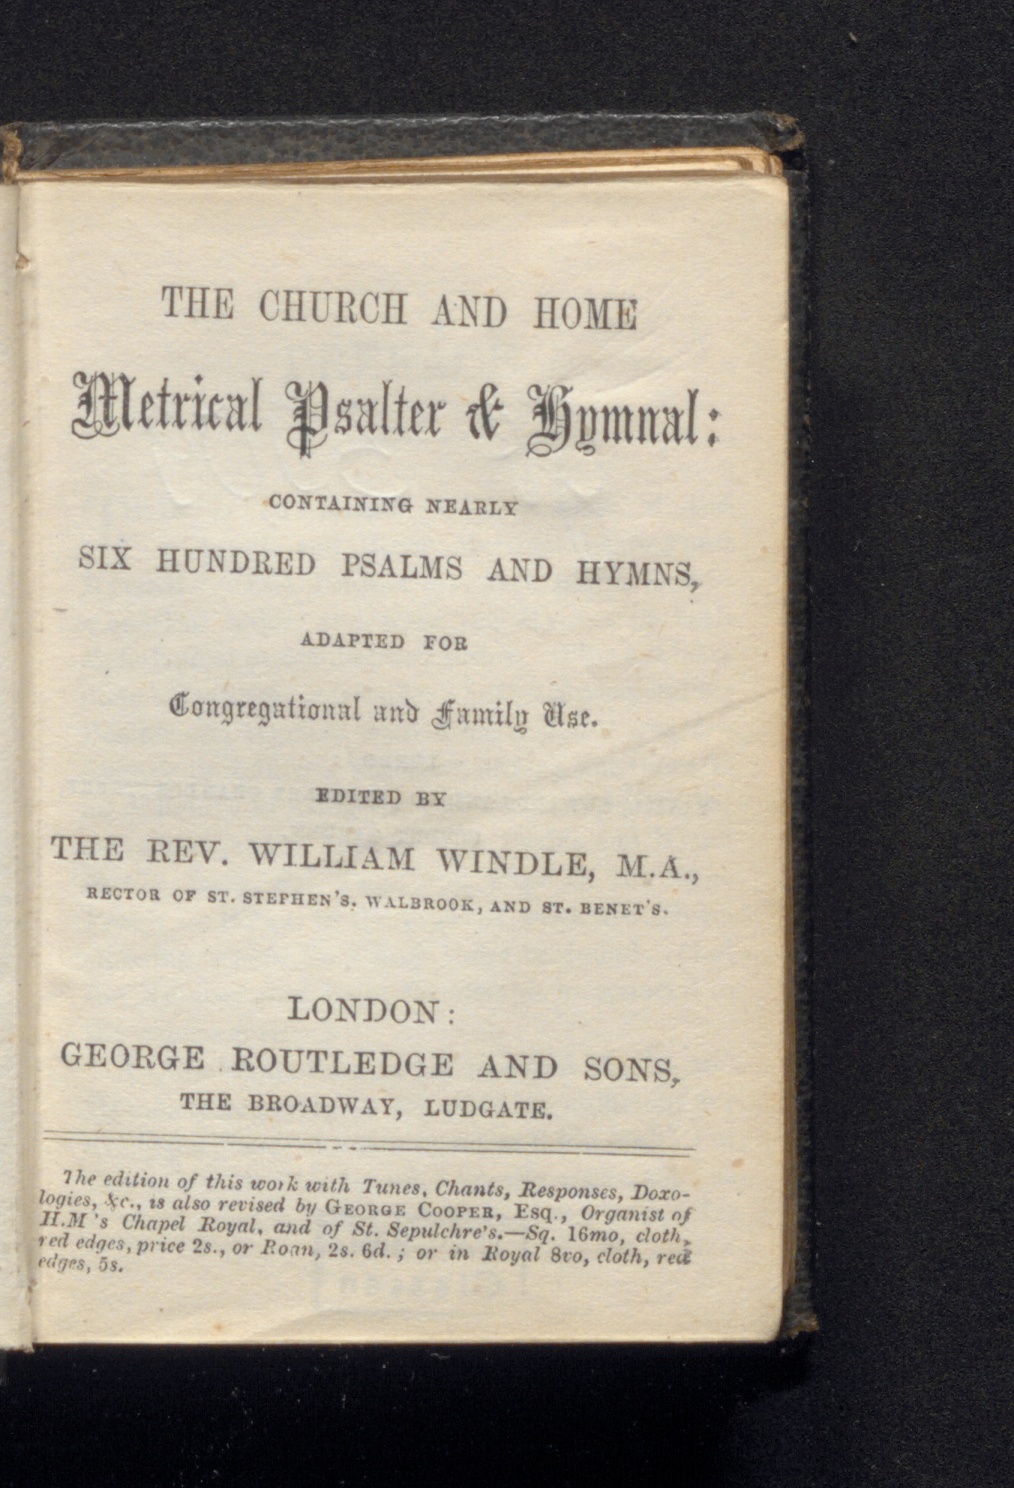 THE CHURCH AND HOME
Metrical Psalter & Hymnal:
CONTAINING NEARLY
SIX HUNDRED PSALMS AND HYMNS,
ADAPTED FOR
Congregational and Family Use.
EDITED BY
THE REV. WILLIAM WINDLE, M.A.,
RECTOR OF ST. STEPHEN'S, WALBROOK, AND ST. BENET'S.
LONDON:
GEORGE ROUTLEDGE AND SONS,
THE BROADWAY, LUDGATE.
The edition of this work with Tunes, Chants, Responses, Doxo-
logies, &c., is also revised by GEORGE COOPER, Esq., Organist of
H.M's Chapel Royal, and of St. Sepulchre's.—Sq. 16mo, cloth,
red edges, price 2s., or Roan, 2s. 6d.; or in Royal 8vo, cloth, red
edges, 5s.